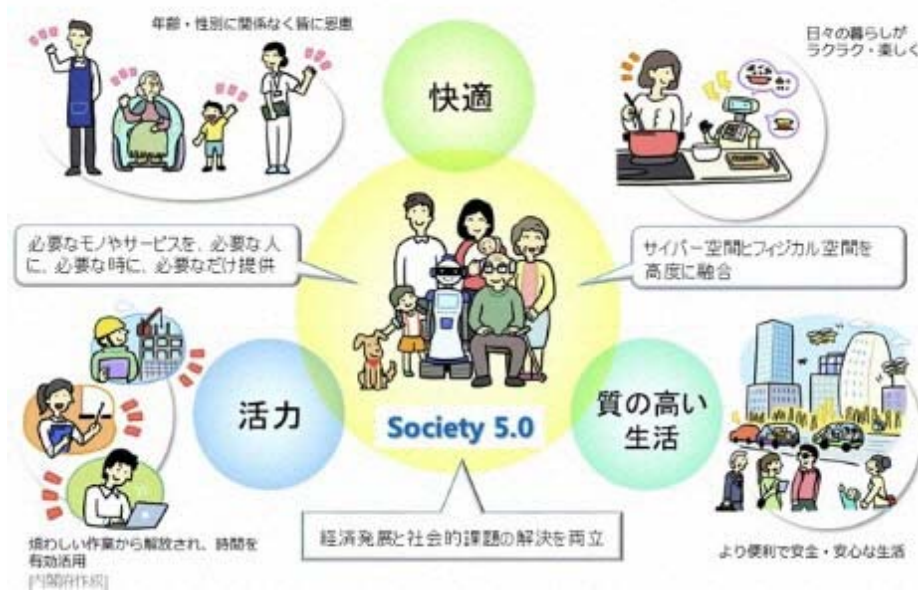 年齢・性別に関係なく皆に恩恵
快適
日々の暮らしが
ラクラク・楽しく
必要なモノやサービスを、必要な人
に、必要な時に、必要なだけ提供
サイバー空間とフィジカル空間を
高度に融合
活力
Society 5.0
質の高い
生活
経済発展と社会的課題の解決を両立
煩わしい作業から解放され、時間を
有効活用
[内閣府作成]
より便利で安全・安心な生活